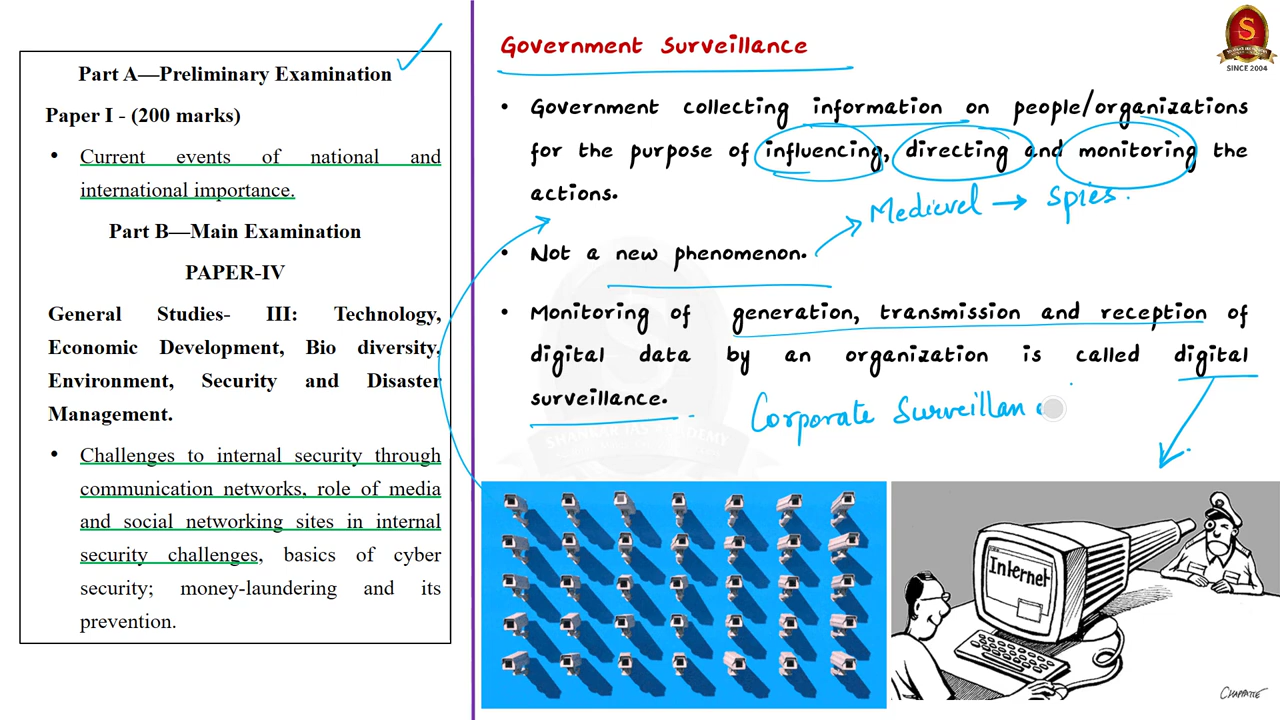 Part A—Preliminary Examination
Paper I - (200 marks)
• Current events of national and
international importance.
Part B—Main Examination
PAPER-IV
General Studies- III: Technology,
Economic Development, Bio diversity,
Environment, Security and Disaster
Management.
• Challenges to internal security through
communication networks, role of media
and social networking sites in internal
security challenges, basics of cyber
security; money-laundering and its
prevention.
Government Surveillance
• Government collecting information on people/organizations
for the purpose of influencing, directing and monitoring the
actions.
Medievel → Spies.
• Not a new phenomenon.
• Monitoring of generation, transmission and reception of
digital data by an organization is called digital
surveillance.
Corporate Surveillan
Internet
CHAPPATTE
S
SINCE 2004